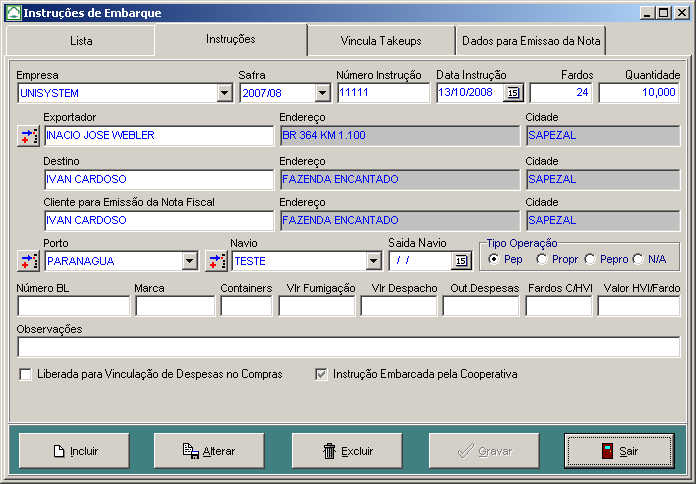 Instruções de Embarque
Lista Instruções Vincula Takeups Dados para Emissao da Nota
Empresa Safra Número Instrução Data Instrução Fardos Quantidade
UNISYSTEM 2007/08 11111 13/10/2008 15 24 10,000
Exportador Endereço Cidade
INACIO JOSE WEBLER BR 364 KM 1.100 SAPEZAL
Destino Endereço Cidade
IVAN CARDOSO FAZENDA ENCANTADO SAPEZAL
Cliente para Emissão da Nota Fiscal Endereço Cidade
IVAN CARDOSO FAZENDA ENCANTADO SAPEZAL
Porto Navio Saida Navio Tipo Operação
PARANAGUA TESTE / / 15 Pep Propr Pepro N/A
Número BL Marca Containers Vlr Fumigação Vlr Despacho Out.Despesas Fardos C/HVI Valor HVI/Fardo
Observações
Liberada para Vinculação de Despesas no Compras Instrução Embarcada pela Cooperativa
Incluir Alterar Excluir Gravar Sair